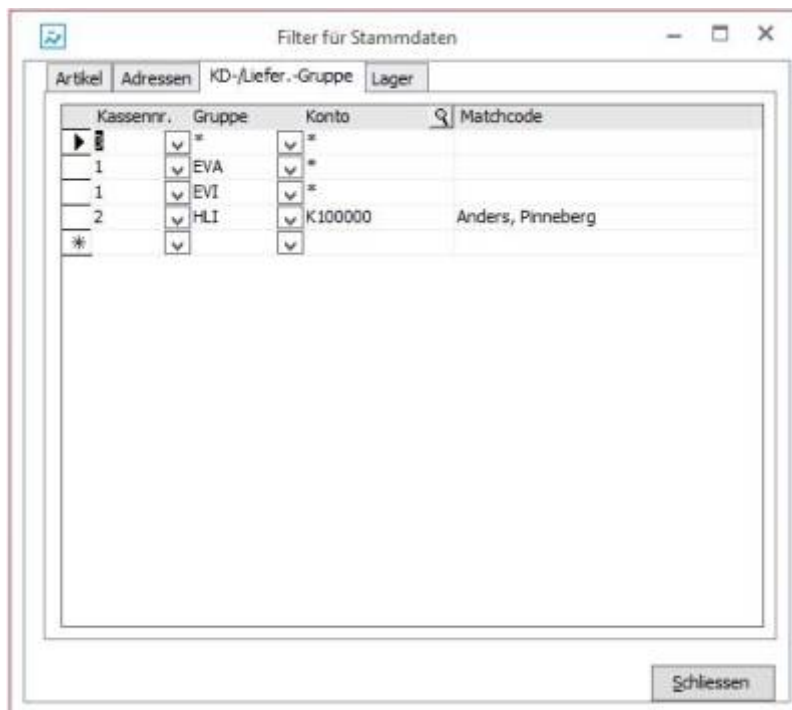 Filter für Stammdaten
Artikel Adressen KD-/Liefer.-Gruppe Lager
Kassennr. Gruppe Konto Matchcode
* *
1 EVA *
1 EVI *
2 HLI K100000 Anders, Pinneberg
*
Schliessen